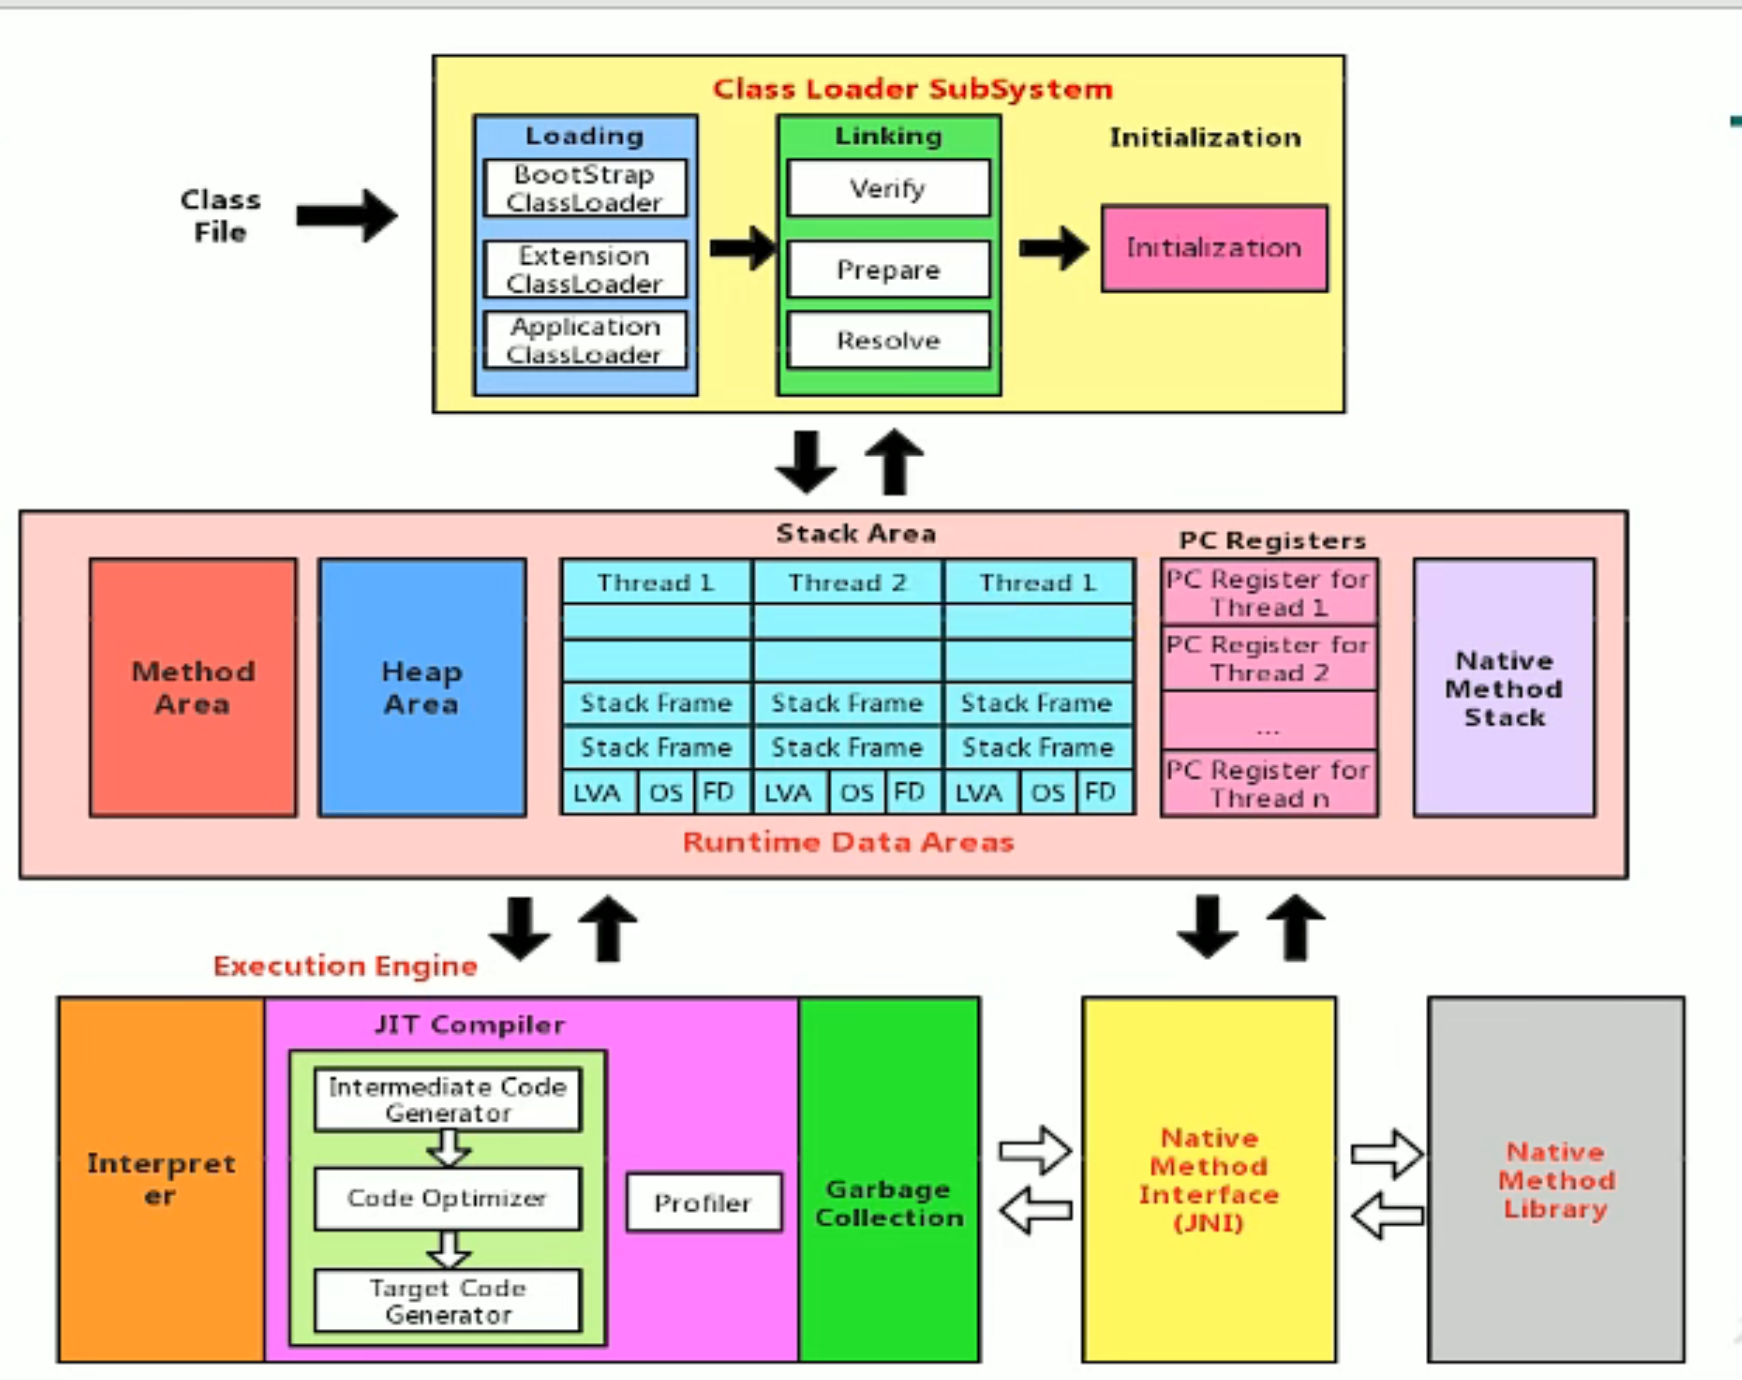 Class Loader SubSystem
Class
File
Loading
BootStrap
ClassLoader
Extension
ClassLoader
Application
ClassLoader
Linking
Verify
Prepare
Resolve
Initialization
Initialization
Method
Area
Heap
Area
Stack Area
Thread 1 Thread 2 Thread 1
Stack Frame Stack Frame Stack Frame
Stack Frame Stack Frame Stack Frame
LVA OS FD LVA OS FD LVA OS FD
PC Registers
PC Register for
Thread 1
PC Register for
Thread 2
...
PC Register for
Thread n
Native
Method
Stack
Runtime Data Areas
Execution Engine
Interpret
er
JIT Compiler
Intermediate Code
Generator
Code Optimizer
Target Code
Generator
Profiler
Garbage
Collection
Native
Method
Interface
(JNI)
Native
Method
Library